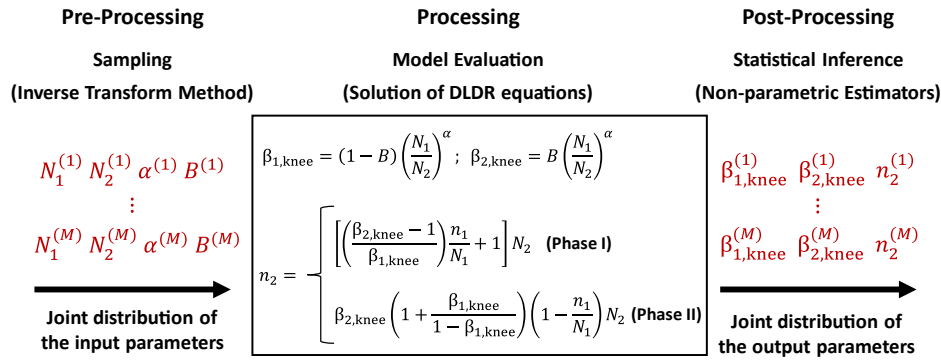 Pre-Processing
Sampling
(Inverse Transform Method)
N_1^{(1)} N_2^{(1)} α^{(1)} B^{(1)}
⋮
N_1^{(M)} N_2^{(M)} α^{(M)} B^{(M)}
Joint distribution of
the input parameters
Processing
Model Evaluation
(Solution of DLDR equations)
β_{1,knee} = (1 − B) (N_1/N_2)^α ; β_{2,knee} = B (N_1/N_2)^α
n_2 =
[((β_{2,knee} − 1)/β_{1,knee}) n_1/N_1 + 1] N_2 (Phase I)
β_{2,knee} (1 + β_{1,knee}/(1 − β_{1,knee})) (1 − n_1/N_1) N_2 (Phase II)
Post-Processing
Statistical Inference
(Non-parametric Estimators)
β_{1,knee}^{(1)} β_{2,knee}^{(1)} n_2^{(1)}
⋮
β_{1,knee}^{(M)} β_{2,knee}^{(M)} n_2^{(M)}
Joint distribution of
the output parameters